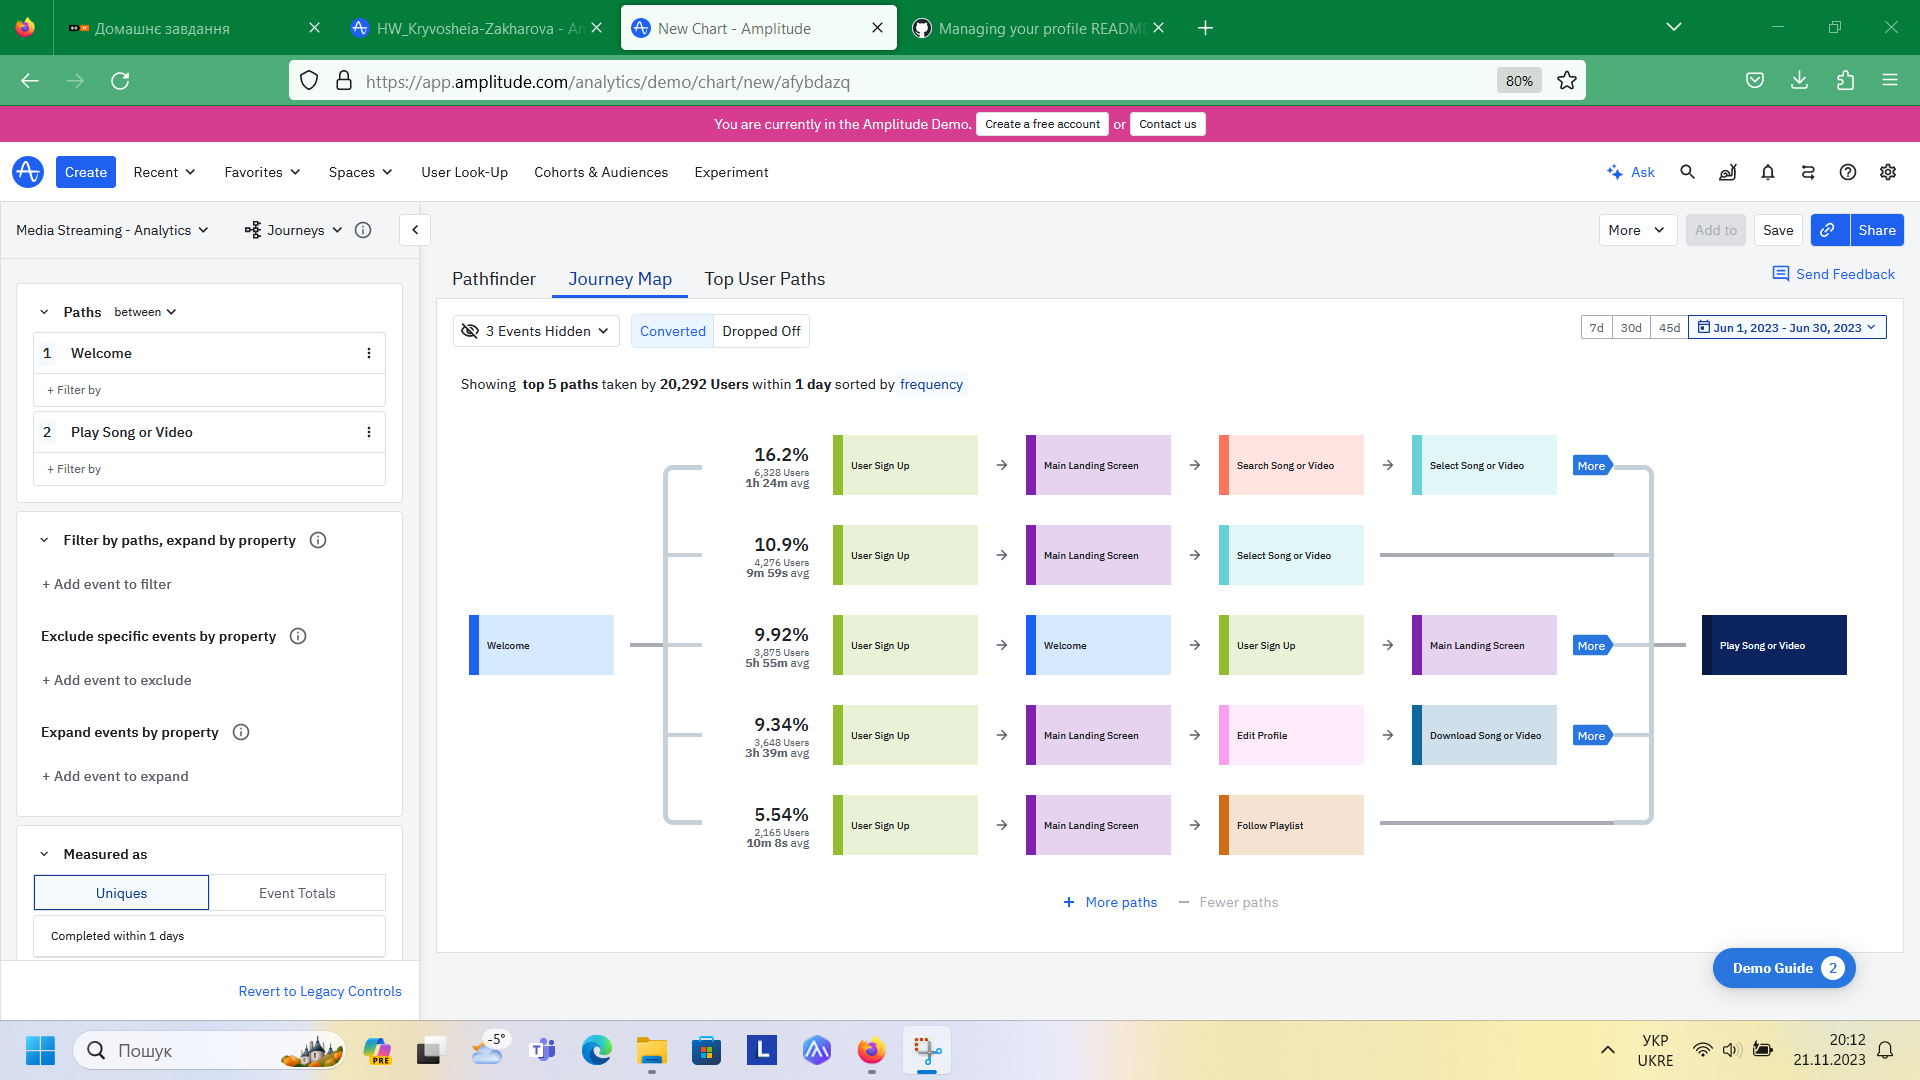 Домашнє завдання
HW_Kryvosheia-Zakharova - Am
New Chart - Amplitude
Managing your profile README
https://app.amplitude.com/analytics/demo/chart/new/afybdazq
80%
You are currently in the Amplitude Demo. Create a free account or Contact us
Create
Recent
Favorites
Spaces
User Look-Up
Cohorts & Audiences
Experiment
Ask
Media Streaming - Analytics
Journeys
More
Add to
Save
Share
Pathfinder
Journey Map
Top User Paths
Send Feedback
Paths between
1 Welcome
+ Filter by
2 Play Song or Video
+ Filter by
Filter by paths, expand by property
+ Add event to filter
Exclude specific events by property
+ Add event to exclude
Expand events by property
+ Add event to expand
Measured as
Uniques
Event Totals
Completed within 1 days
Revert to Legacy Controls
3 Events Hidden
Converted
Dropped Off
7d
30d
45d
Jun 1, 2023 - Jun 30, 2023
Showing top 5 paths taken by 20,292 Users within 1 day sorted by frequency
Welcome
16.2%
6,328 Users
1h 24m avg
User Sign Up
Main Landing Screen
Search Song or Video
Select Song or Video
More
10.9%
4,276 Users
9m 59s avg
User Sign Up
Main Landing Screen
Select Song or Video
9.92%
3,875 Users
5h 55m avg
User Sign Up
Welcome
User Sign Up
Main Landing Screen
More
9.34%
3,648 Users
3h 39m avg
User Sign Up
Main Landing Screen
Edit Profile
Download Song or Video
More
5.54%
2,165 Users
10m 8s avg
User Sign Up
Main Landing Screen
Follow Playlist
Play Song or Video
+ More paths
− Fewer paths
Demo Guide 2
Пошук
PRE
-5°
L
УКР
UKRE
20:12
21.11.2023